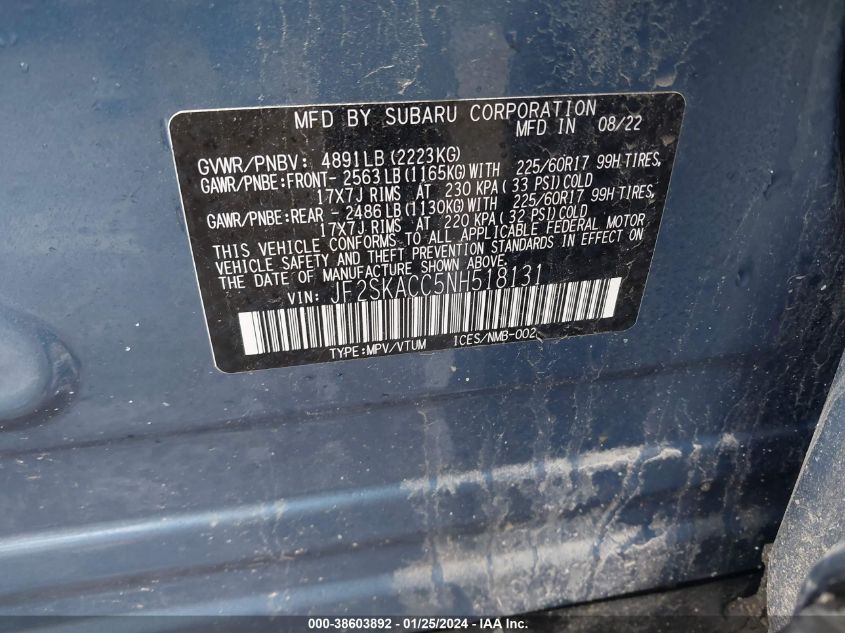 MFD BY SUBARU CORPORATION
MFD IN 08/22
GVWR/PNBV: 4891LB(2223KG)
GAWR/PNBE:FRONT- 2563LB(1165KG)WITH 225/60R17 99H TIRES,
17X7J RIMS AT 230 KPA(33 PSI)COLD
GAWR/PNBE:REAR - 2486LB(1130KG)WITH 225/60R17 99H TIRES,
17X7J RIMS AT 220 KPA(32 PSI)COLD
THIS VEHICLE CONFORMS TO ALL APPLICABLE FEDERAL MOTOR
VEHICLE SAFETY AND THEFT PREVENTION STANDARDS IN EFFECT ON
THE DATE OF MANUFACTURE SHOWN ABOVE.
VIN: JF2SKACC5NH518131
TYPE:MPV/VTUM ICES/NMB-002
000-38603892 - 01/25/2024 - IAA Inc.